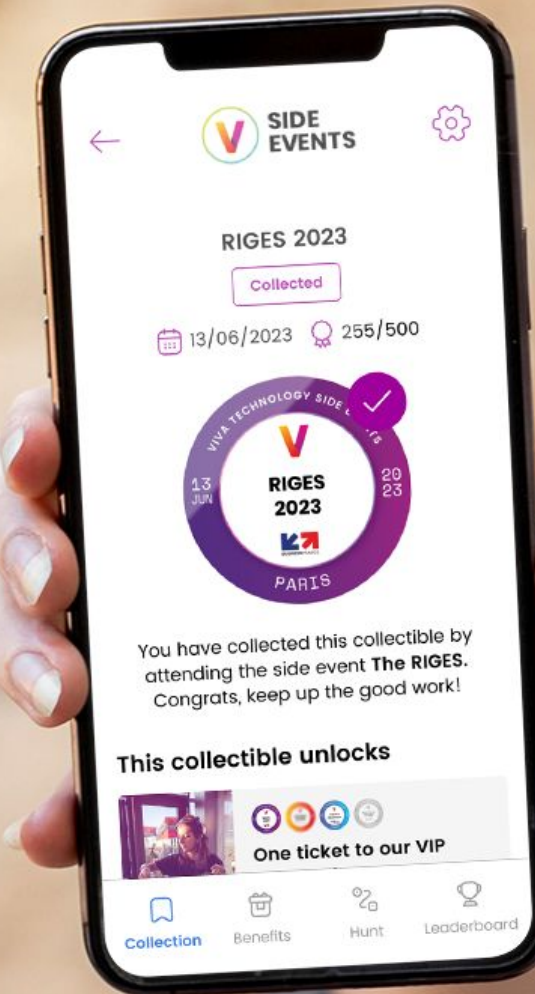 SIDE
EVENTS
RIGES 2023
Collected
13/06/2023 255/500
VIVA TECHNOLOGY SIDE
13
JUN
V
RIGES
2023
20
23
PARIS
You have collected this collectible by
attending the side event The RIGES.
Congrats, keep up the good work!
This collectible unlocks
One ticket to our VIP
Collection Benefits Hunt Leaderboard